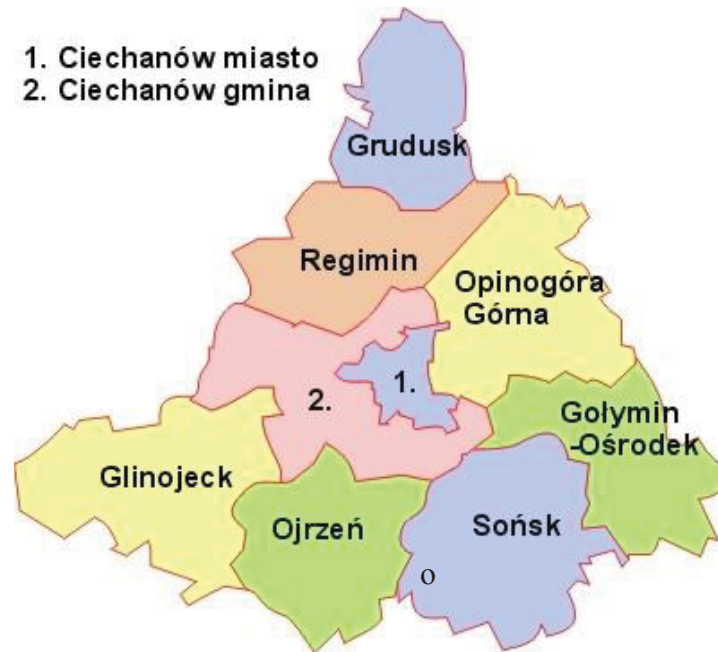 1. Ciechanów miasto
2. Ciechanów gmina
Grudusk
Regimin
Opinogóra
Górna
1.
2.
Gołymin
-Ośrodek
Glinojeck
Ojrzeń
Sońsk
o